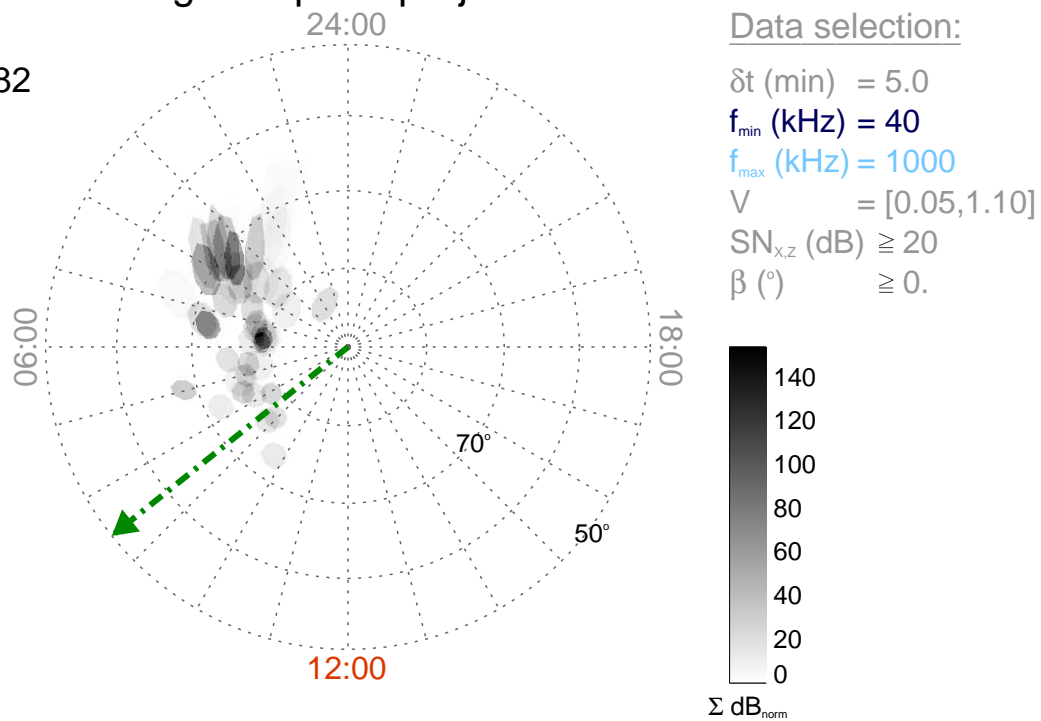 24:00
82
06:00
18:00
70°
50°
12:00
Data selection:
δt (min) = 5.0
f_min (kHz) = 40
f_max (kHz) = 1000
V = [0.05,1.10]
SN_X,Z (dB) ≧ 20
β (°) ≧ 0.
140
120
100
80
60
40
20
0
Σ dB_norm